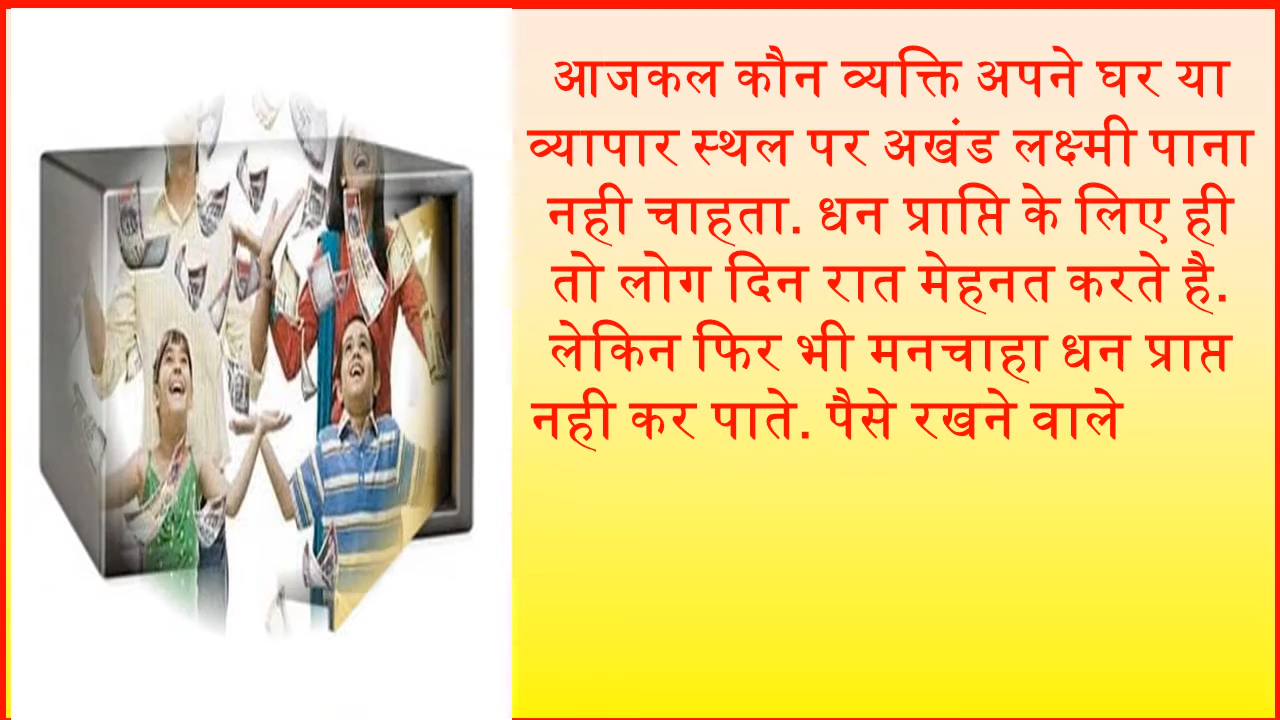 आजकल कौन व्यक्ति अपने घर या
व्यापार स्थल पर अखंड लक्ष्मी पाना
नही चाहता. धन प्राप्ति के लिए ही
तो लोग दिन रात मेहनत करते है.
लेकिन फिर भी मनचाहा धन प्राप्त
नही कर पाते. पैसे रखने वाले